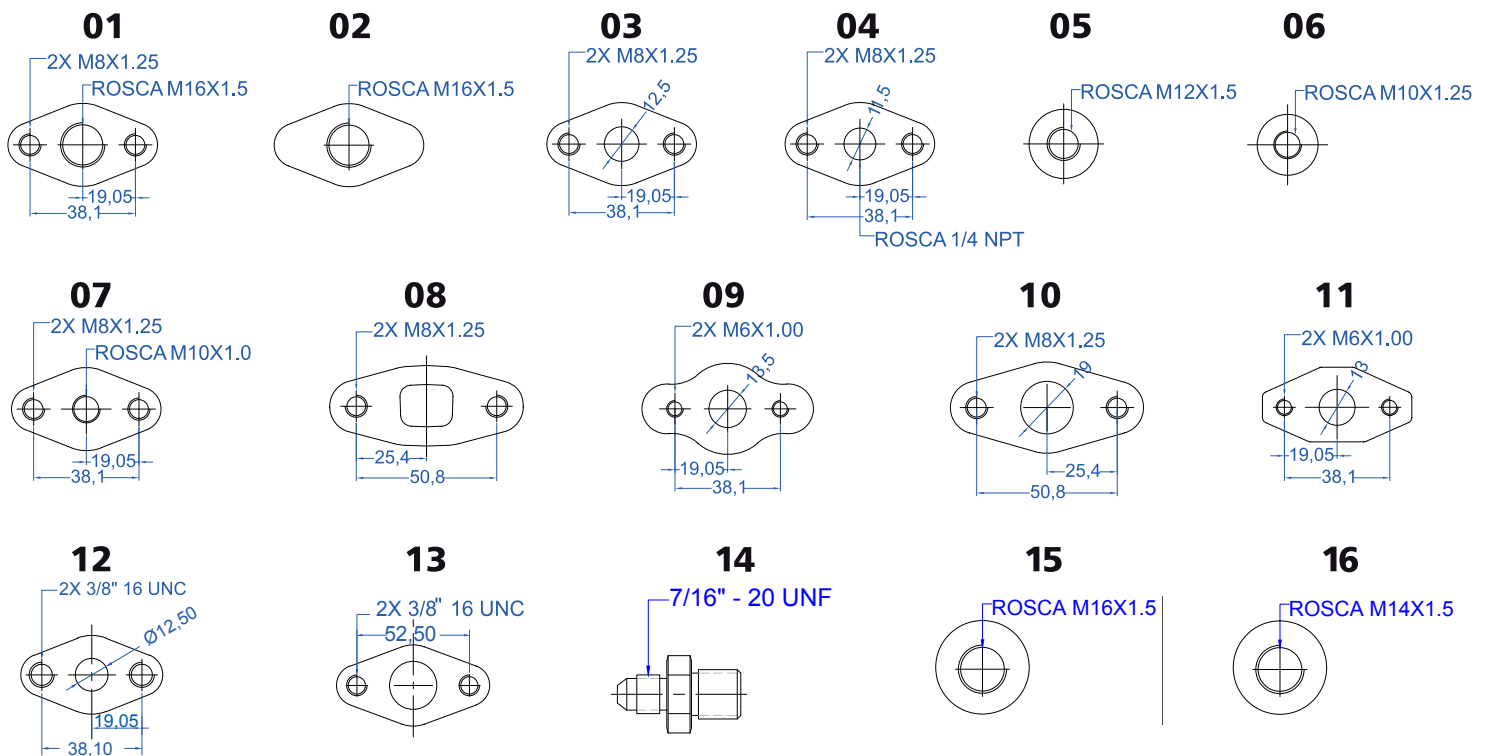 01
2X M8X1.25
ROSCA M16X1.5
19,05
38,1
02
ROSCA M16X1.5
03
2X M8X1.25
12,5
19,05
38,1
04
2X M8X1.25
11,5
19,05
38,1
ROSCA 1/4 NPT
05
ROSCA M12X1.5
06
ROSCA M10X1.25
07
2X M8X1.25
ROSCA M10X1.0
19,05
38,1
08
2X M8X1.25
25,4
50,8
09
2X M6X1.00
13,5
19,05
38,1
10
2X M8X1.25
19
25,4
50,8
11
2X M6X1.00
13
19,05
38,1
12
2X 3/8" 16 UNC
Ø12,50
19,05
38,10
13
2X 3/8" 16 UNC
52,50
14
7/16" - 20 UNF
15
ROSCA M16X1.5
16
ROSCA M14X1.5